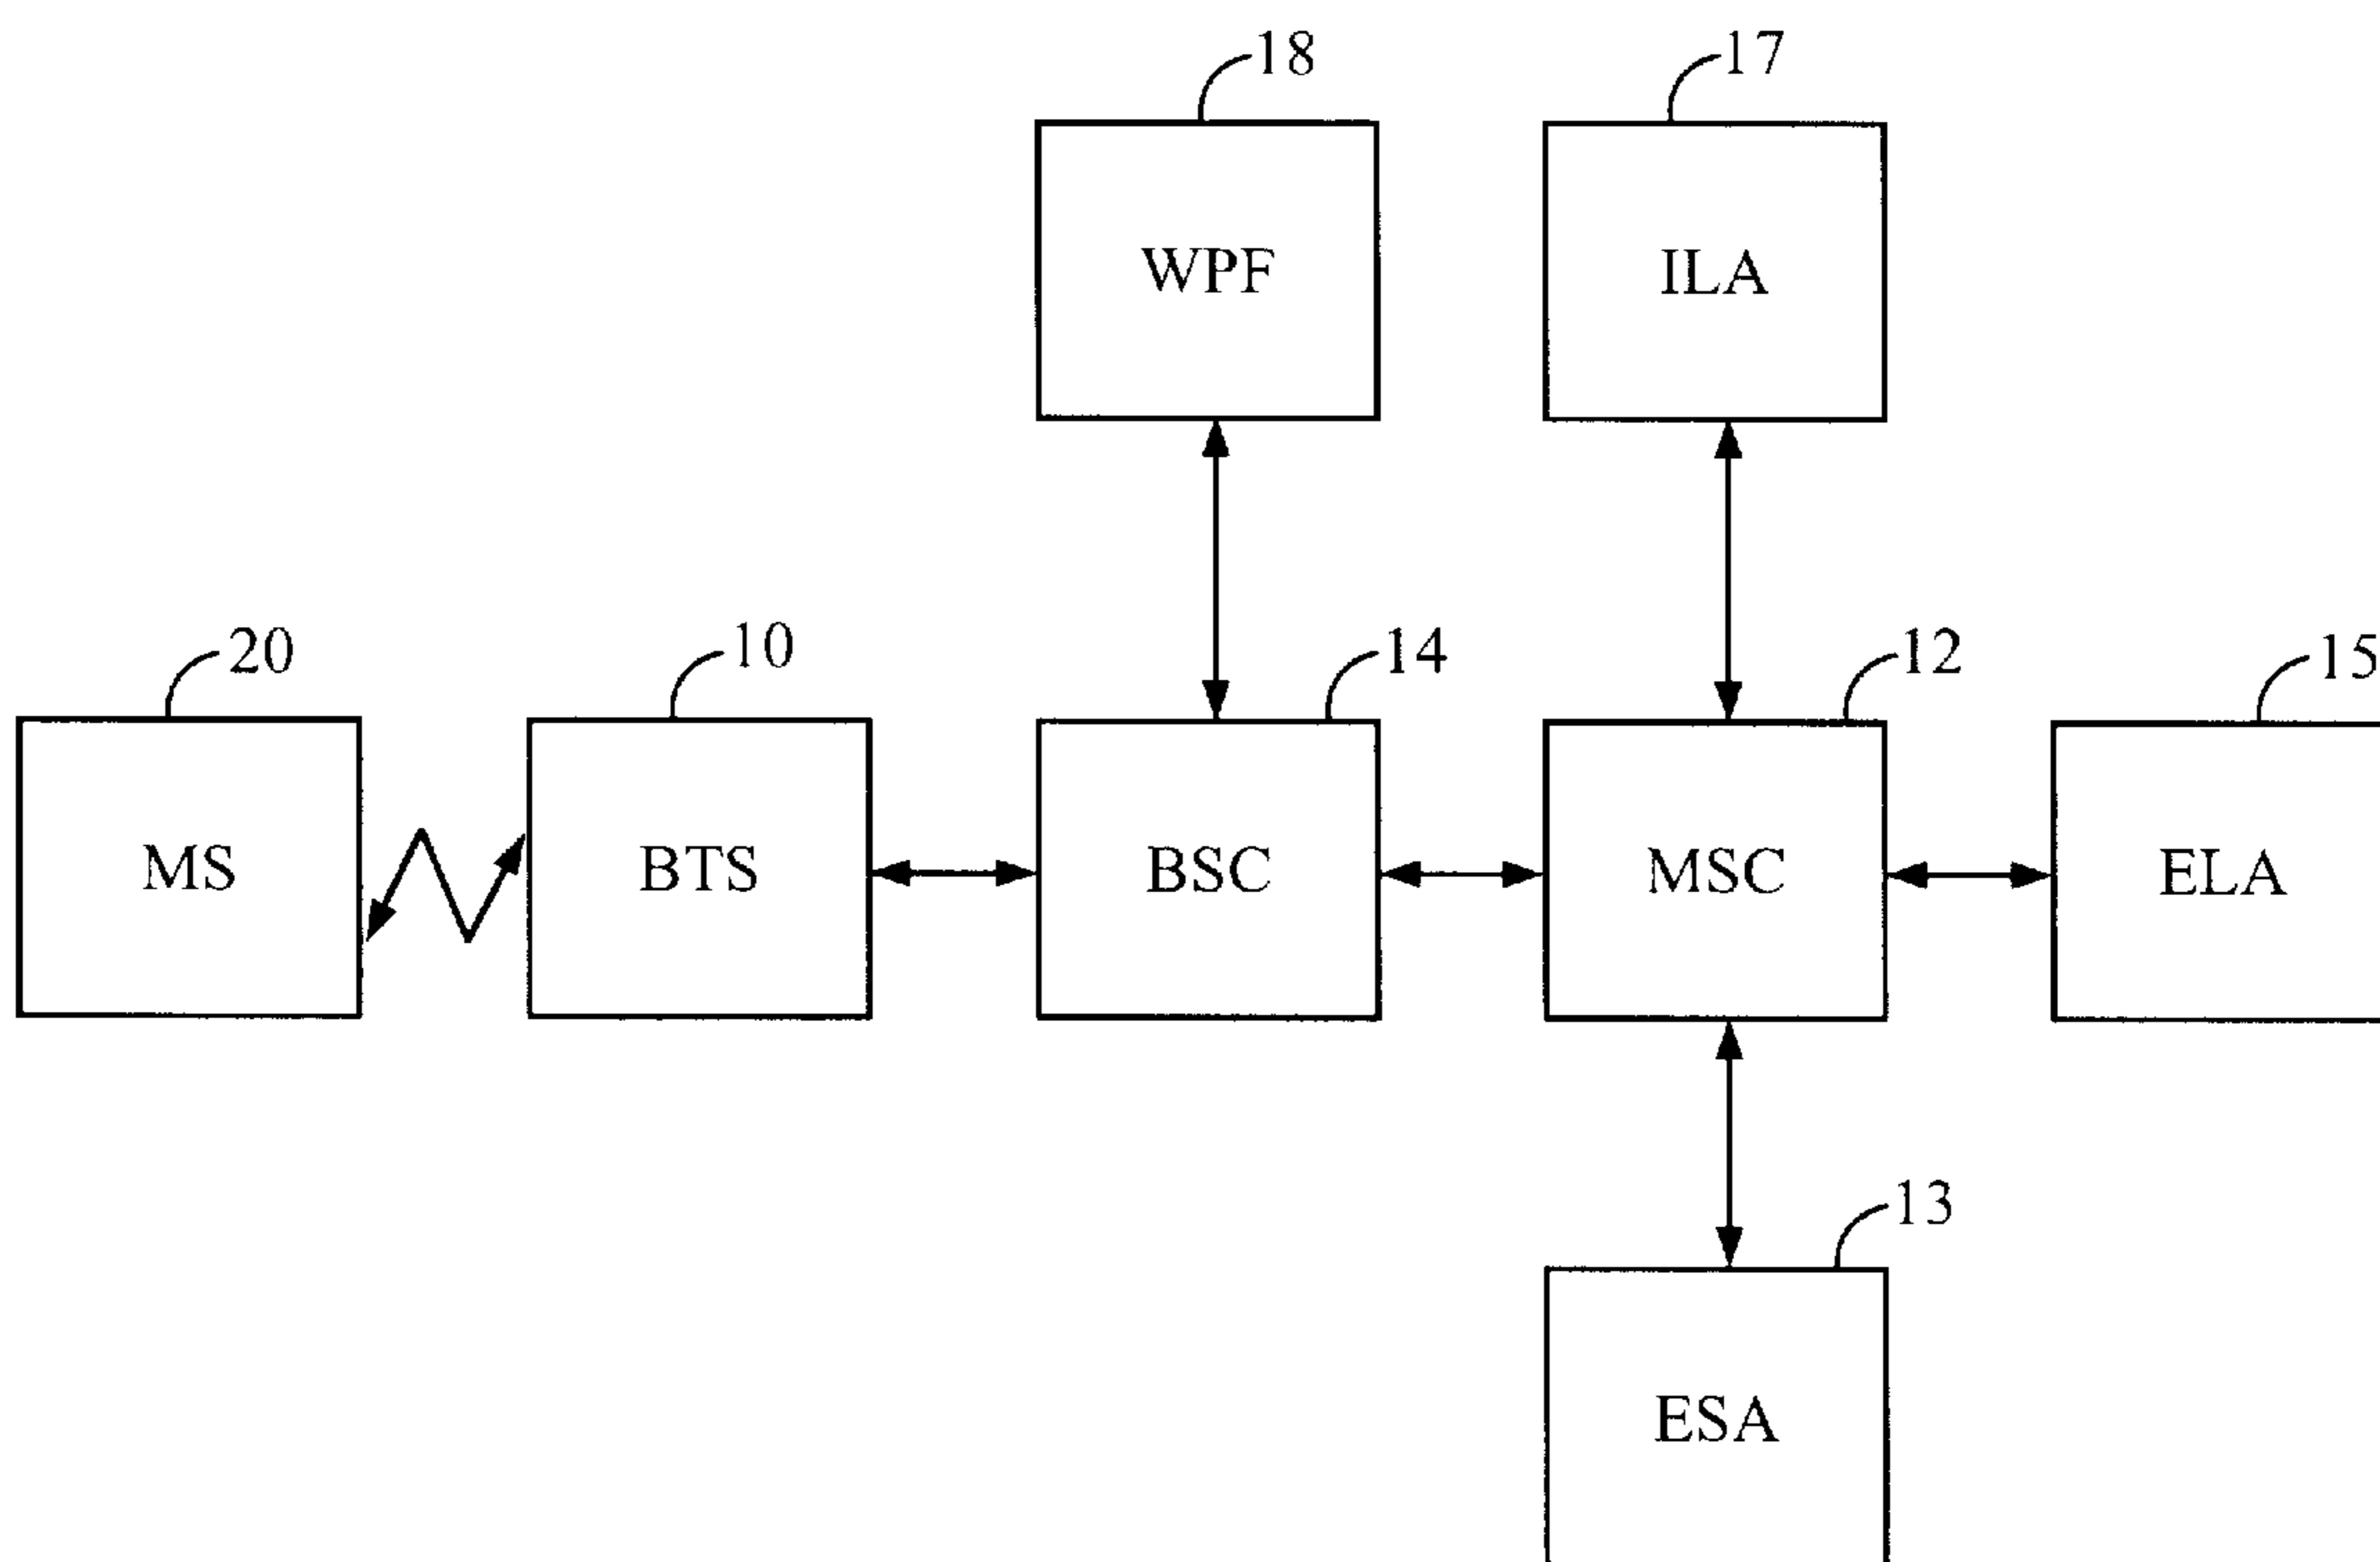 18 17
WPF ILA
20 10 14 12 15
MS BTS BSC MSC ELA
13
ESA